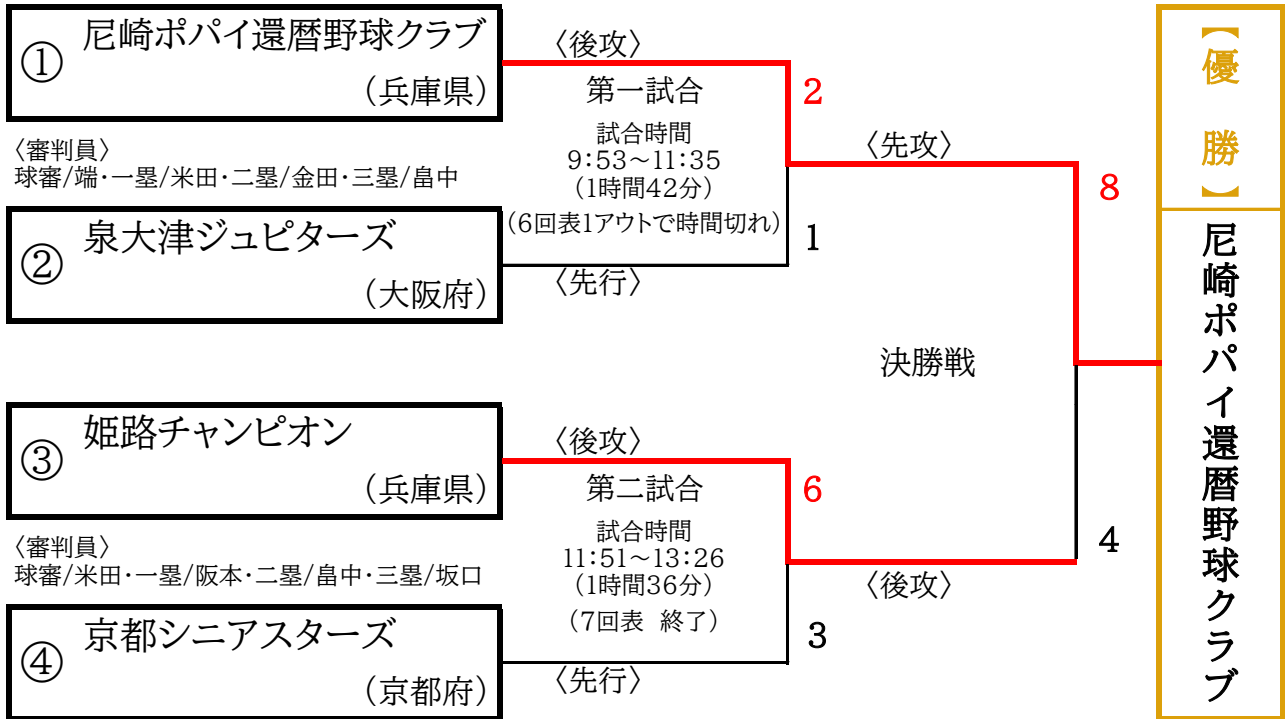 ① 尼崎ポパイ還暦野球クラブ
（兵庫県）
〈審判員〉
球審/端・一塁/米田・二塁/金田・三塁/畠中
② 泉大津ジュピターズ
（大阪府）
〈後攻〉
第一試合
試合時間
9:53～11:35
（1時間42分）
（6回表1アウトで時間切れ）
〈先行〉
2
1
③ 姫路チャンピオン
（兵庫県）
〈審判員〉
球審/米田・一塁/阪本・二塁/畠中・三塁/坂口
④ 京都シニアスターズ
（京都府）
〈後攻〉
第二試合
試合時間
11:51～13:26
（1時間36分）
（7回表 終了）
〈先行〉
6
3
〈先攻〉
8
決勝戦
4
〈後攻〉
【優勝】
尼崎ポパイ還暦野球クラブ